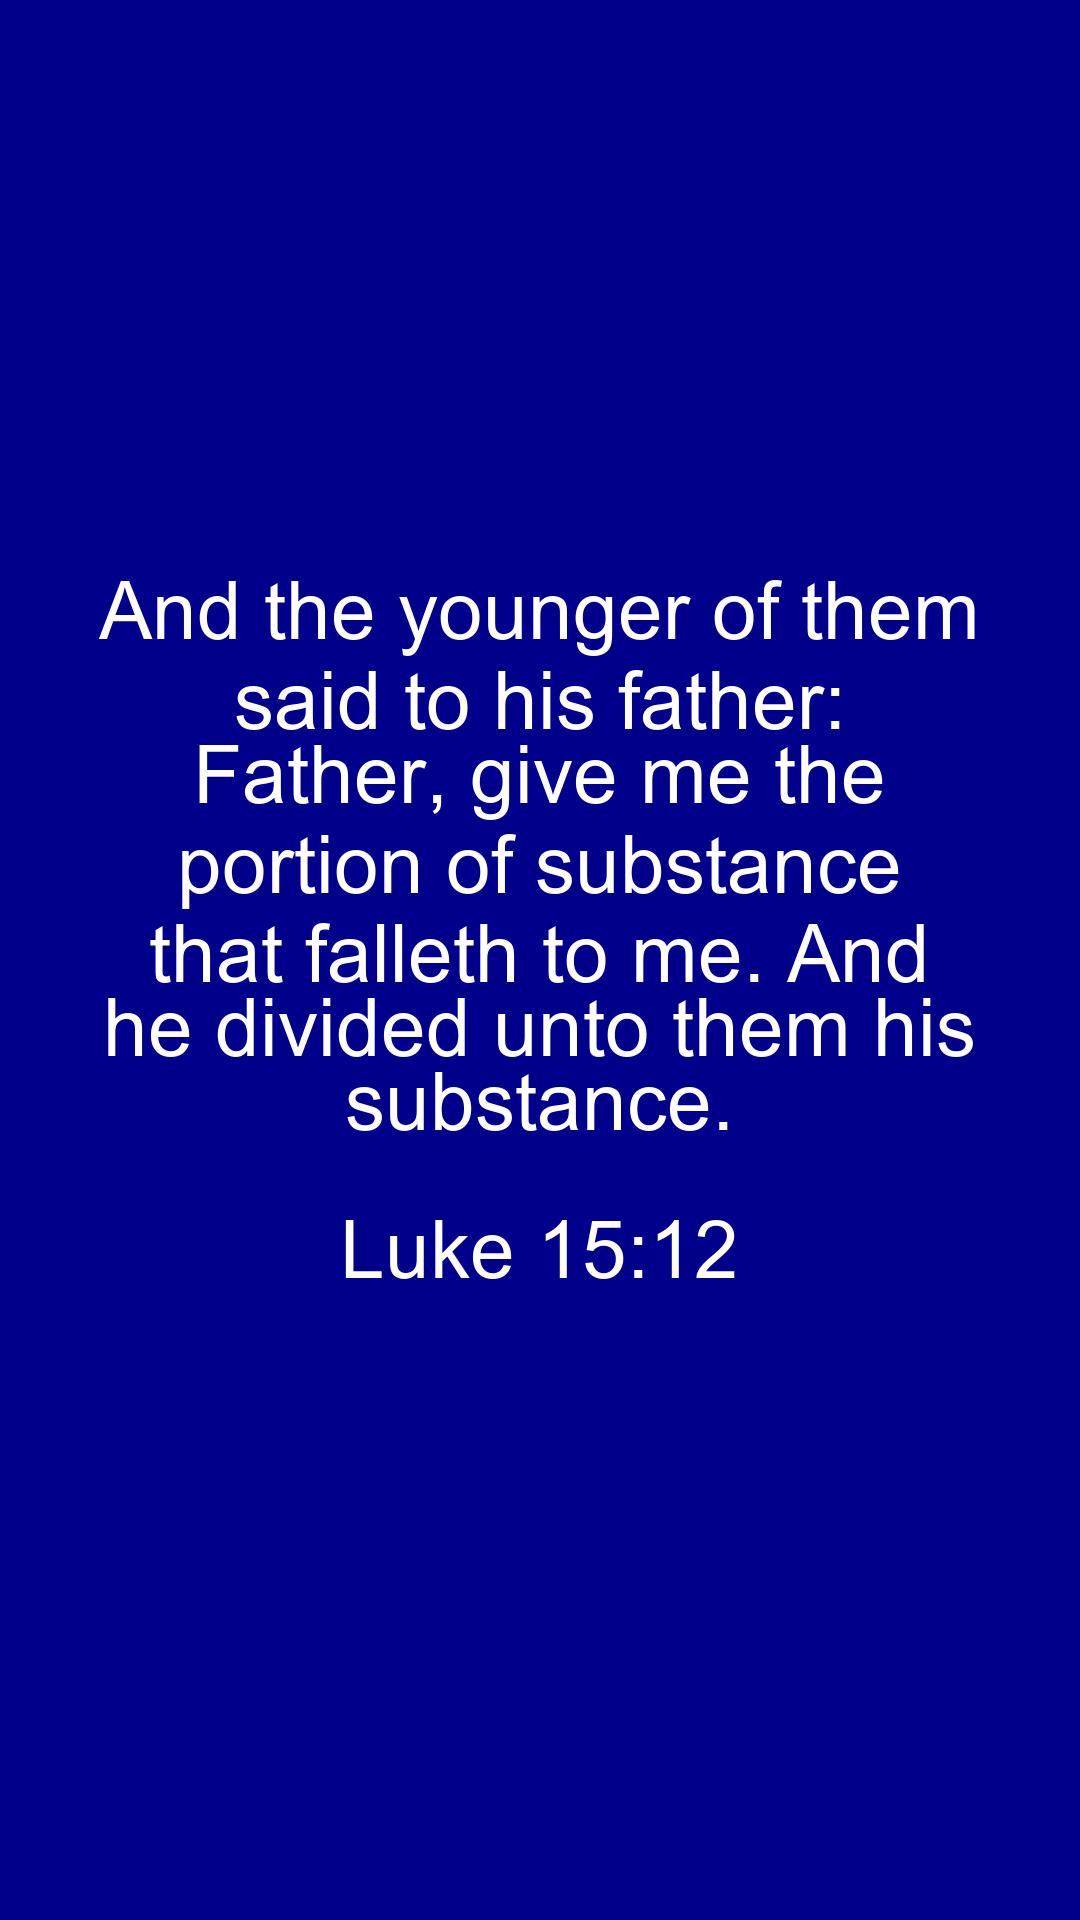 And the younger of them
said to his father:
Father, give me the
portion of substance
that falleth to me. And
he divided unto them his
substance.
Luke 15:12